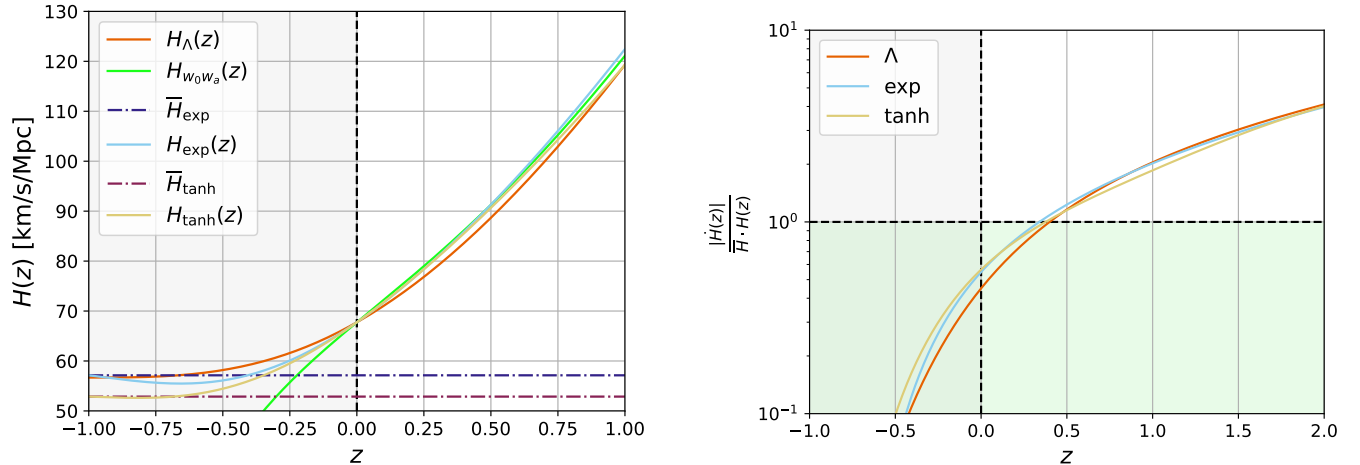 130
120
110
100
90
80
70
60
50
H(z) [km/s/Mpc]
H_Λ(z)
H_{w_0w_a}(z)
H̅_exp
H_exp(z)
H̅_tanh
H_tanh(z)
−1.00 −0.75 −0.50 −0.25 0.00 0.25 0.50 0.75 1.00
z
10^1
10^0
10^{-1}
|Ḣ(z)| / H̅ · H(z)
Λ
exp
tanh
−1.0 −0.5 0.0 0.5 1.0 1.5 2.0
z